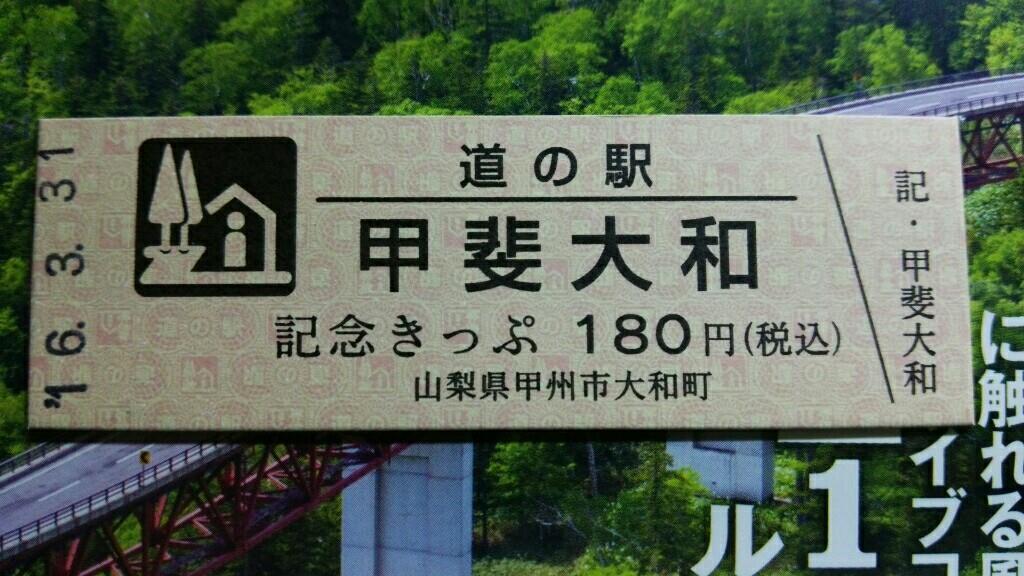 '16. 3. 31
道の駅
甲斐大和
記念きっぷ 180円(税込)
山梨県甲州市大和町
記・甲斐大和
に触れる
イブコ
ル1